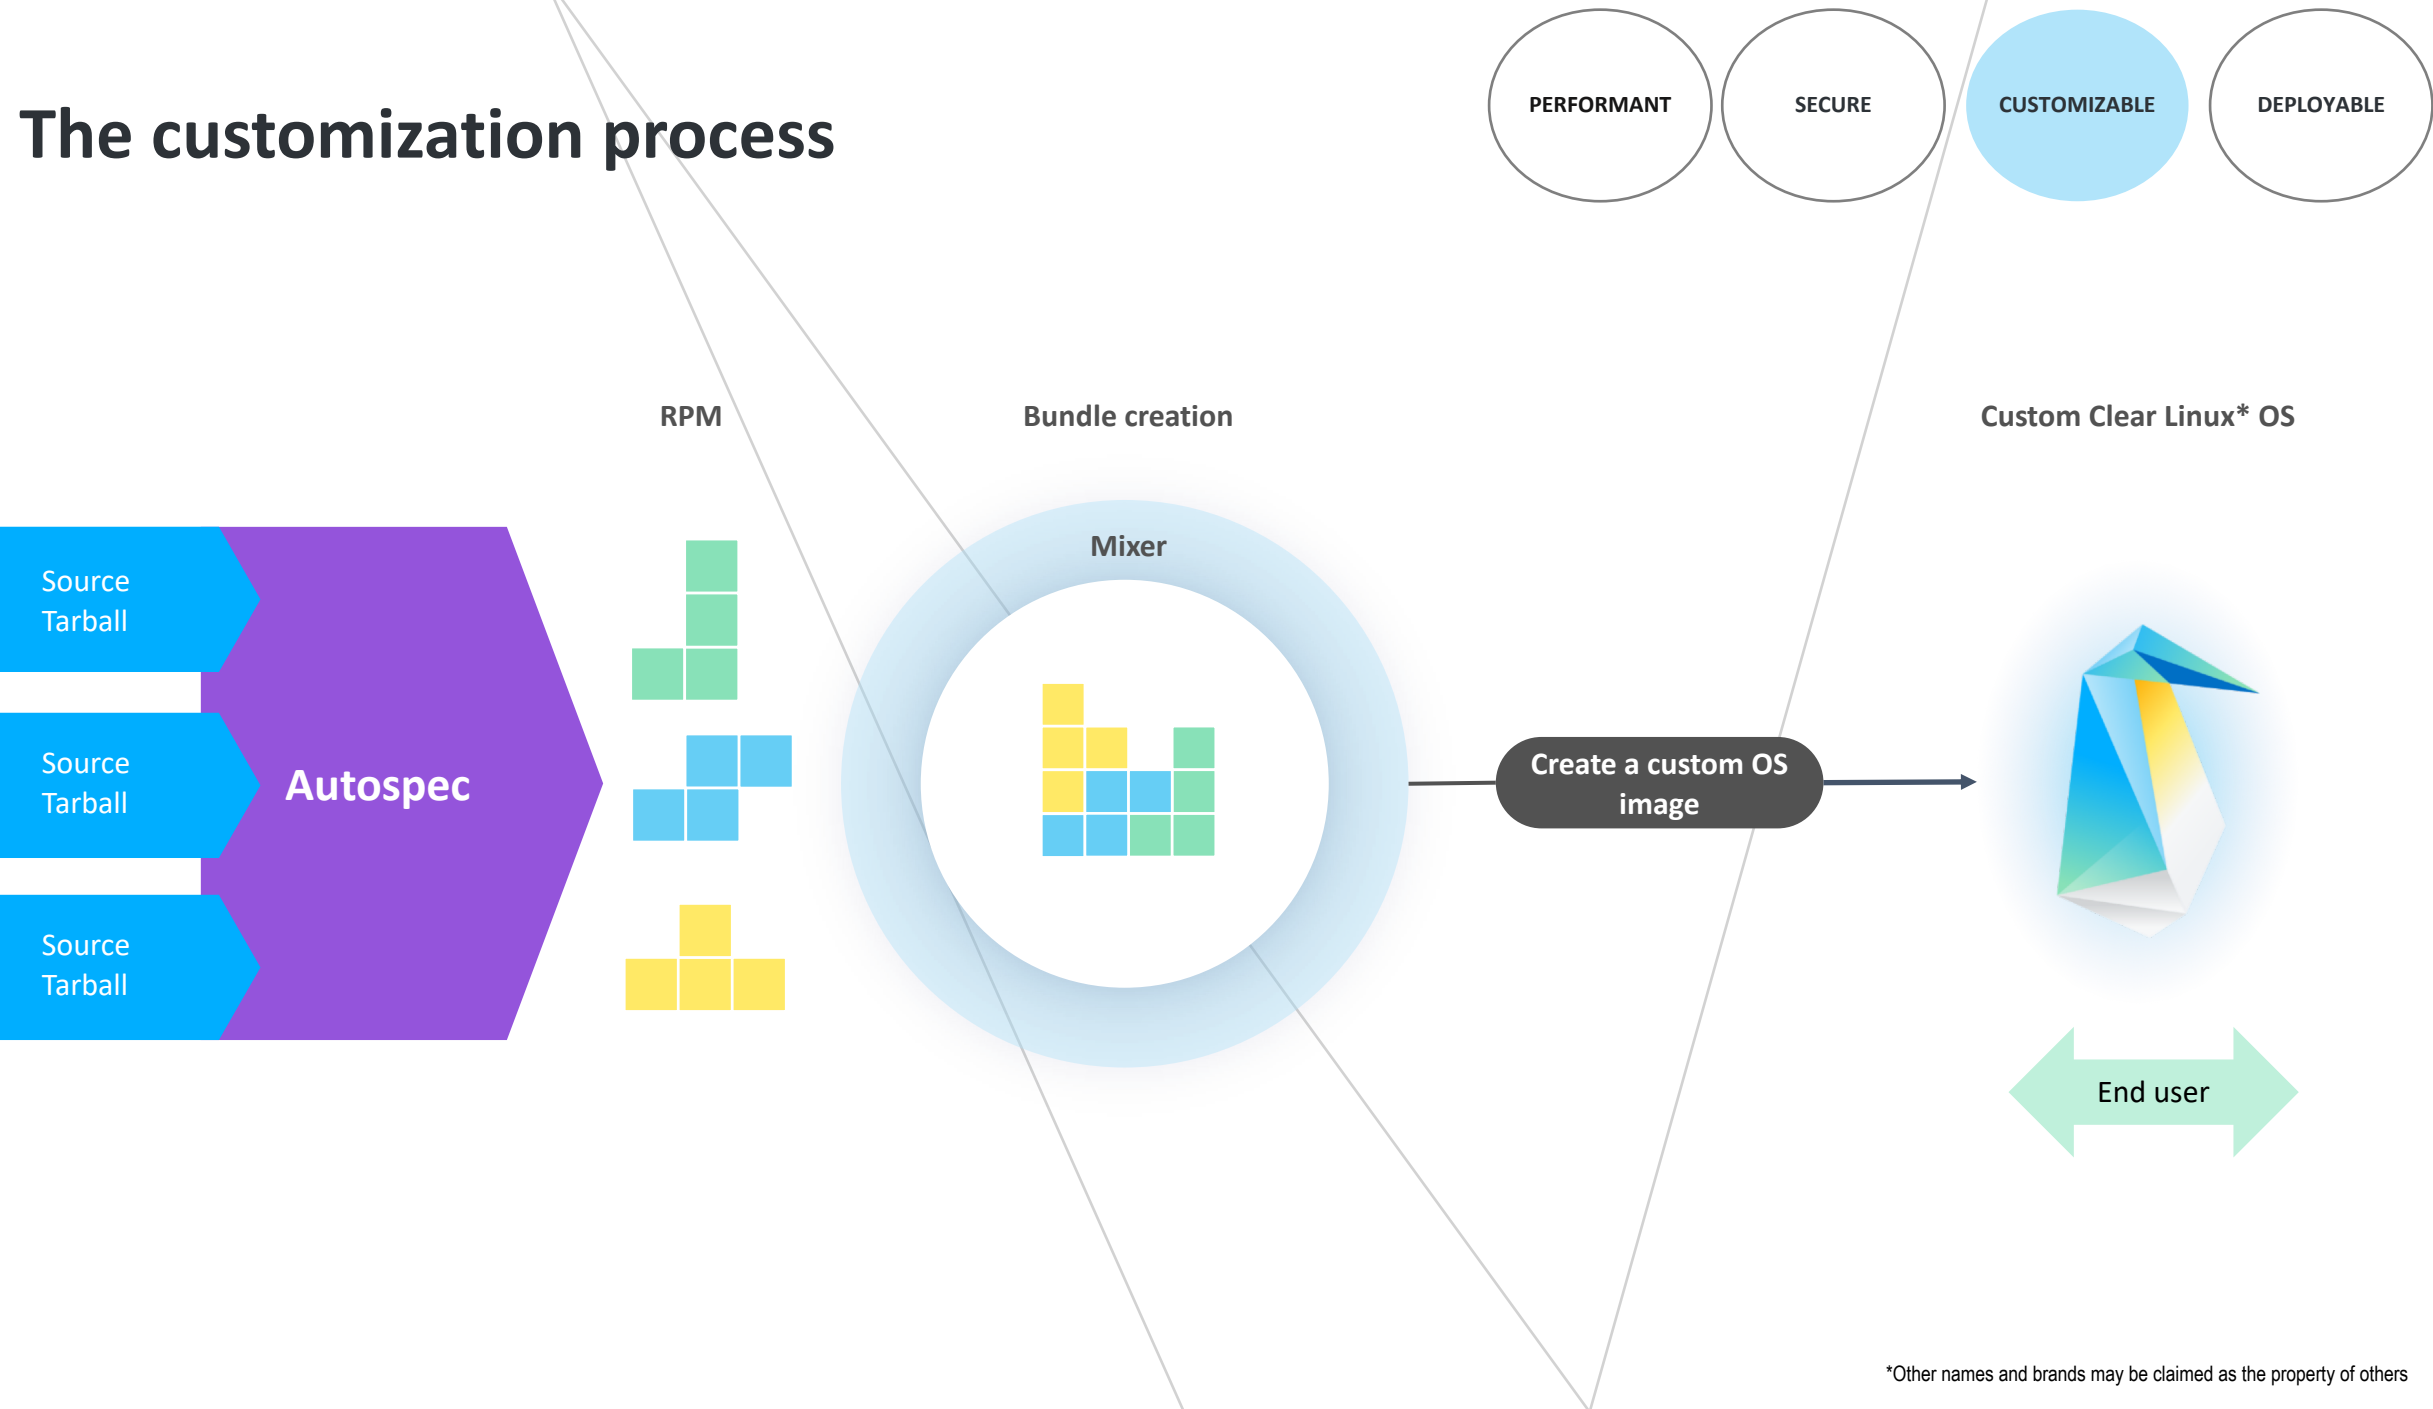 The customization process
PERFORMANT
SECURE
CUSTOMIZABLE
DEPLOYABLE
RPM
Bundle creation
Custom Clear Linux* OS
Source
Tarball
Source
Tarball
Source
Tarball
Autospec
Mixer
Create a custom OS
image
End user
*Other names and brands may be claimed as the property of others